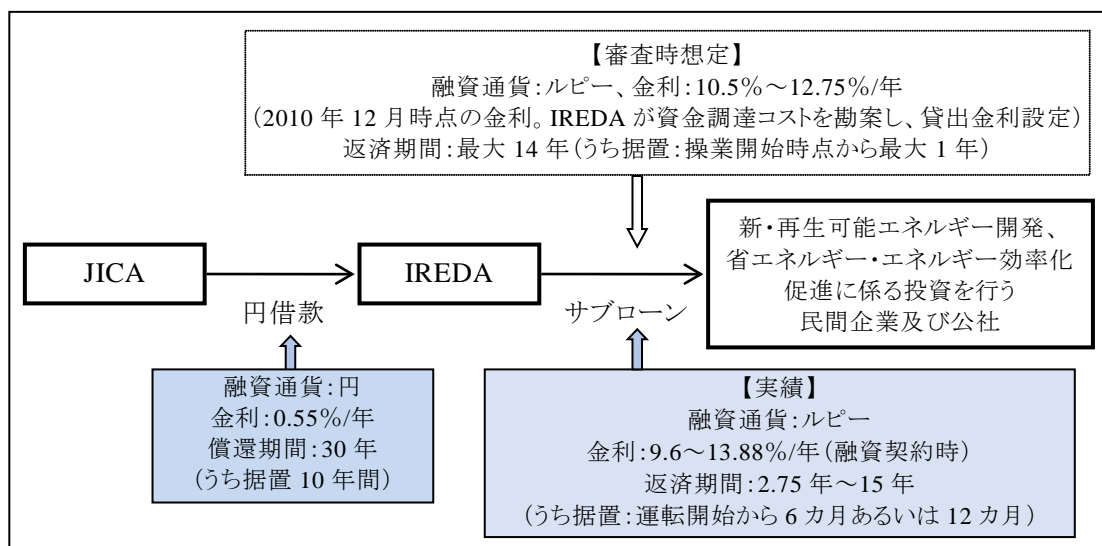 【審査時想定】
融資通貨：ルピー、金利：10.5％～12.75％/年
（2010 年 12 月時点の金利。IREDA が資金調達コストを勘案し、貸出金利設定）
返済期間：最大 14 年（うち据置：操業開始時点から最大 1 年）
JICA
IREDA
新・再生可能エネルギー開発、
省エネルギー・エネルギー効率化
促進に係る投資を行う
民間企業及び公社
円借款
サブローン
融資通貨：円
金利：0.55％/年
償還期間：30 年
（うち据置 10 年間）
【実績】
融資通貨：ルピー
金利：9.6～13.88％/年（融資契約時）
返済期間：2.75 年～15 年
（うち据置：運転開始から 6 カ月あるいは 12 カ月）